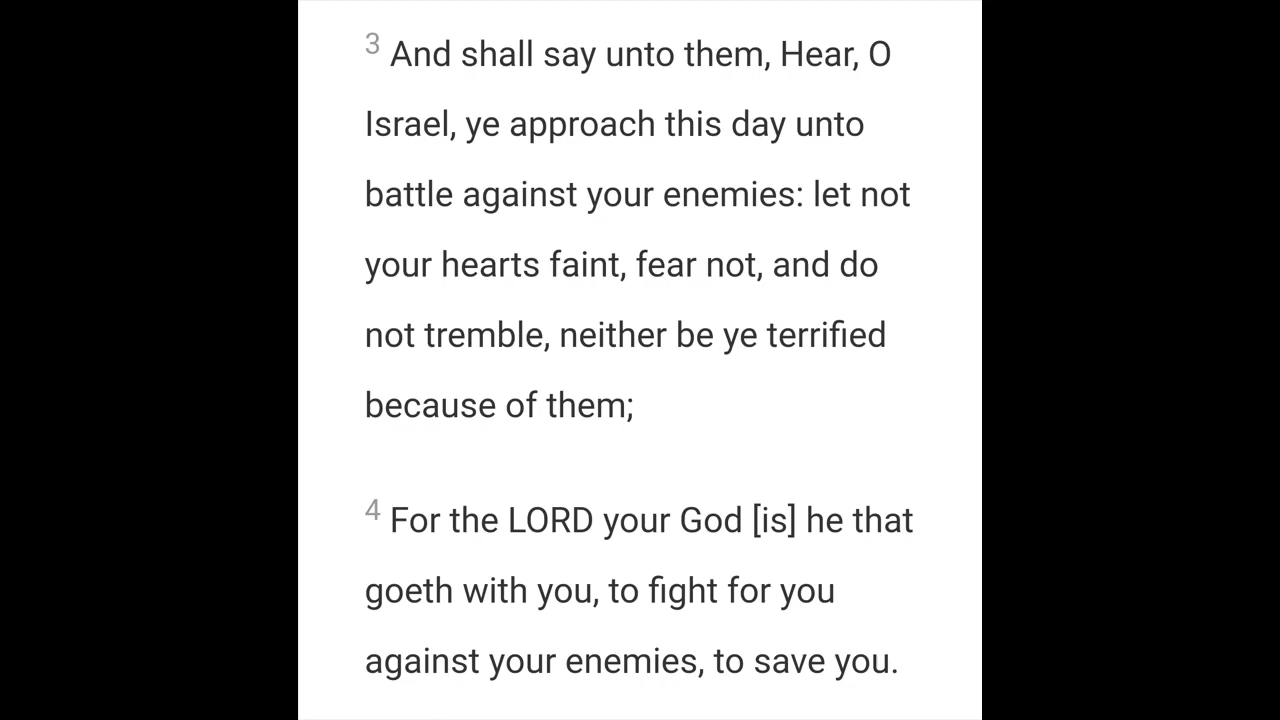 3 And shall say unto them, Hear, O
Israel, ye approach this day unto
battle against your enemies: let not
your hearts faint, fear not, and do
not tremble, neither be ye terrified
because of them;
4 For the LORD your God [is] he that
goeth with you, to fight for you
against your enemies, to save you.